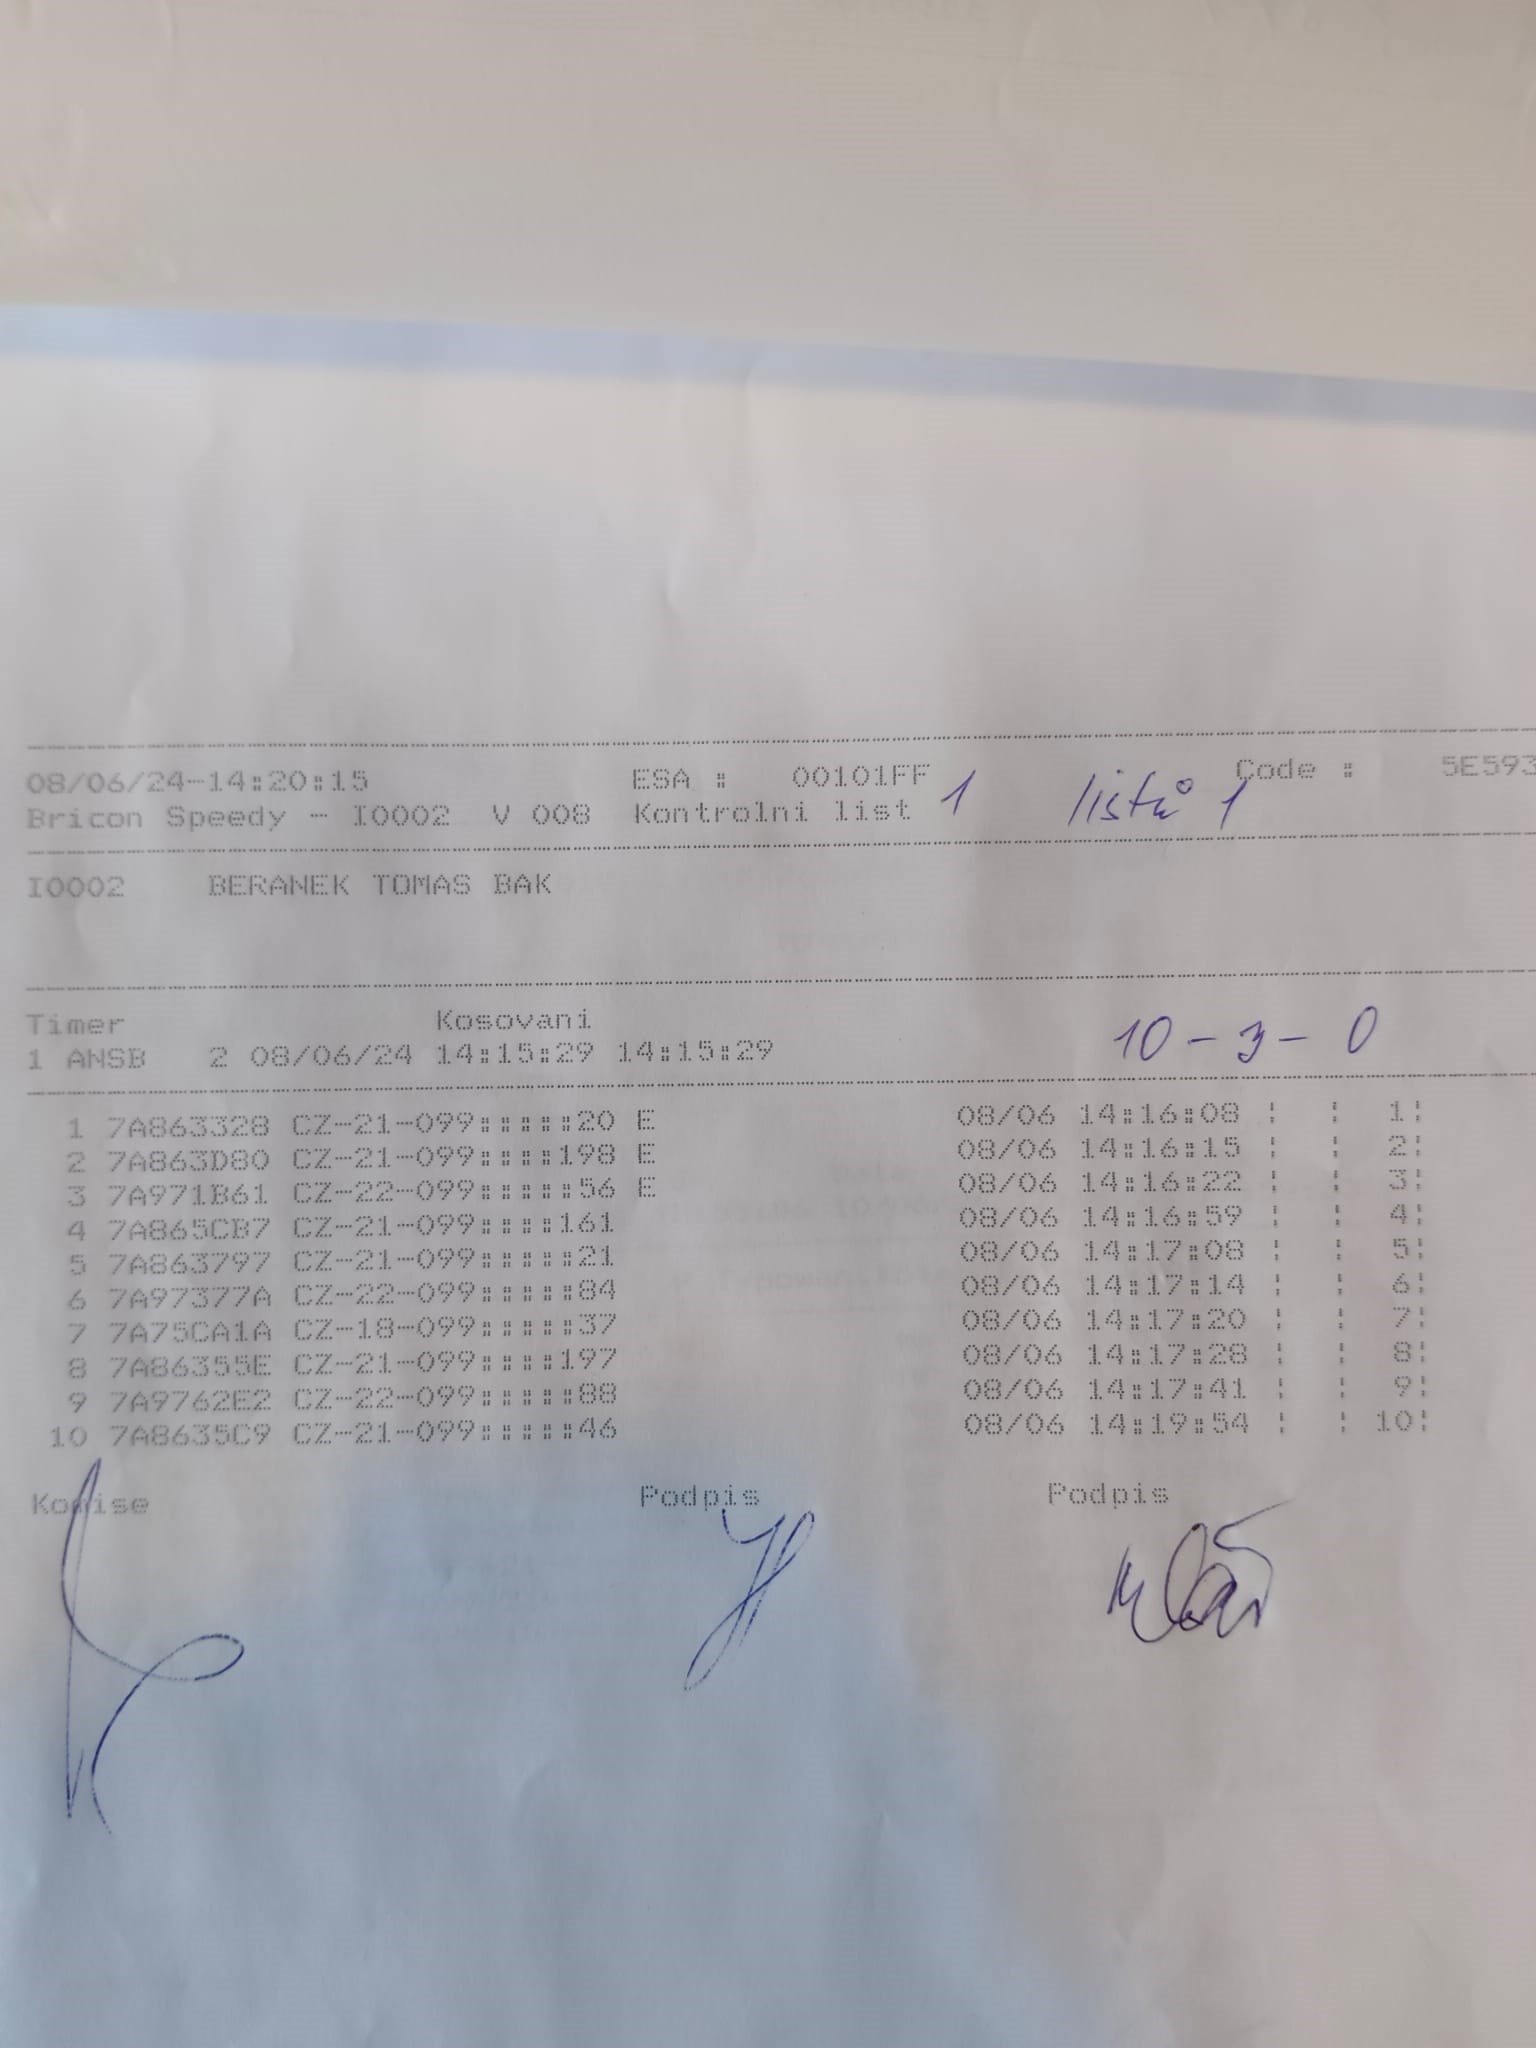 08/06/24-14:20:15 ESA : 00101FF Code : 5E593
Bricon Speedy - I0002 V 008 Kontrolni list 1 listů 1
I0002 BERANEK TOMAS BAK
Timer Kosovani
1 ANSB 2 08/06/24 14:15:29 14:15:29 10-3-0
1 7A863328 CZ-21-099:::::20 E 08/06 14:16:08 : : 1:
2 7A863D80 CZ-21-099::::198 E 08/06 14:16:15 : : 2:
3 7A971B61 CZ-22-099:::::56 E 08/06 14:16:22 : : 3:
4 7A865CB7 CZ-21-099::::161 08/06 14:16:59 : : 4:
5 7A863797 CZ-21-099:::::21 08/06 14:17:08 : : 5:
6 7A97377A CZ-22-099:::::84 08/06 14:17:14 : : 6:
7 7A75CA1A CZ-18-099:::::37 08/06 14:17:20 : : 7:
8 7A86355E CZ-21-099::::197 08/06 14:17:28 : : 8:
9 7A9762E2 CZ-22-099:::::88 08/06 14:17:41 : : 9:
10 7A8635C9 CZ-21-099:::::46 08/06 14:19:54 : : 10:
Komise Podpis Podpis